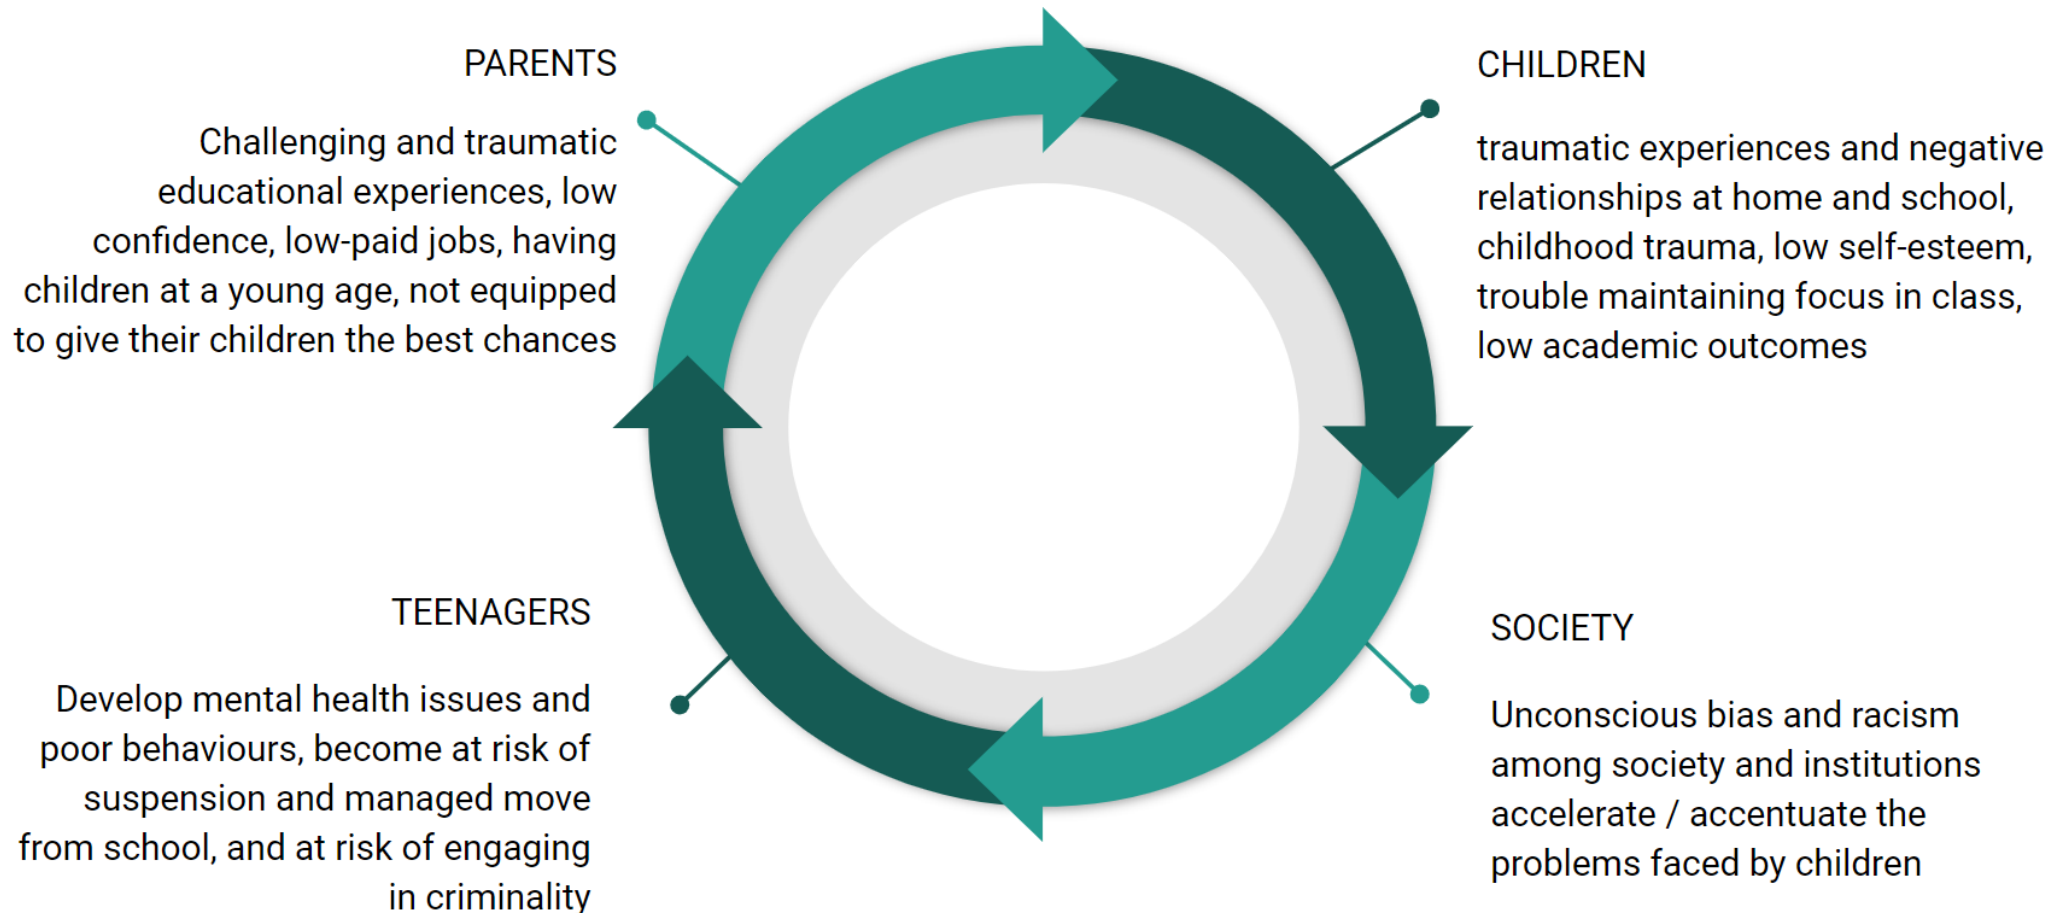 PARENTS
Challenging and traumatic
educational experiences, low
confidence, low-paid jobs, having
children at a young age, not equipped
to give their children the best chances
CHILDREN
traumatic experiences and negative
relationships at home and school,
childhood trauma, low self-esteem,
trouble maintaining focus in class,
low academic outcomes
SOCIETY
Unconscious bias and racism
among society and institutions
accelerate / accentuate the
problems faced by children
TEENAGERS
Develop mental health issues and
poor behaviours, become at risk of
suspension and managed move
from school, and at risk of engaging
in criminality